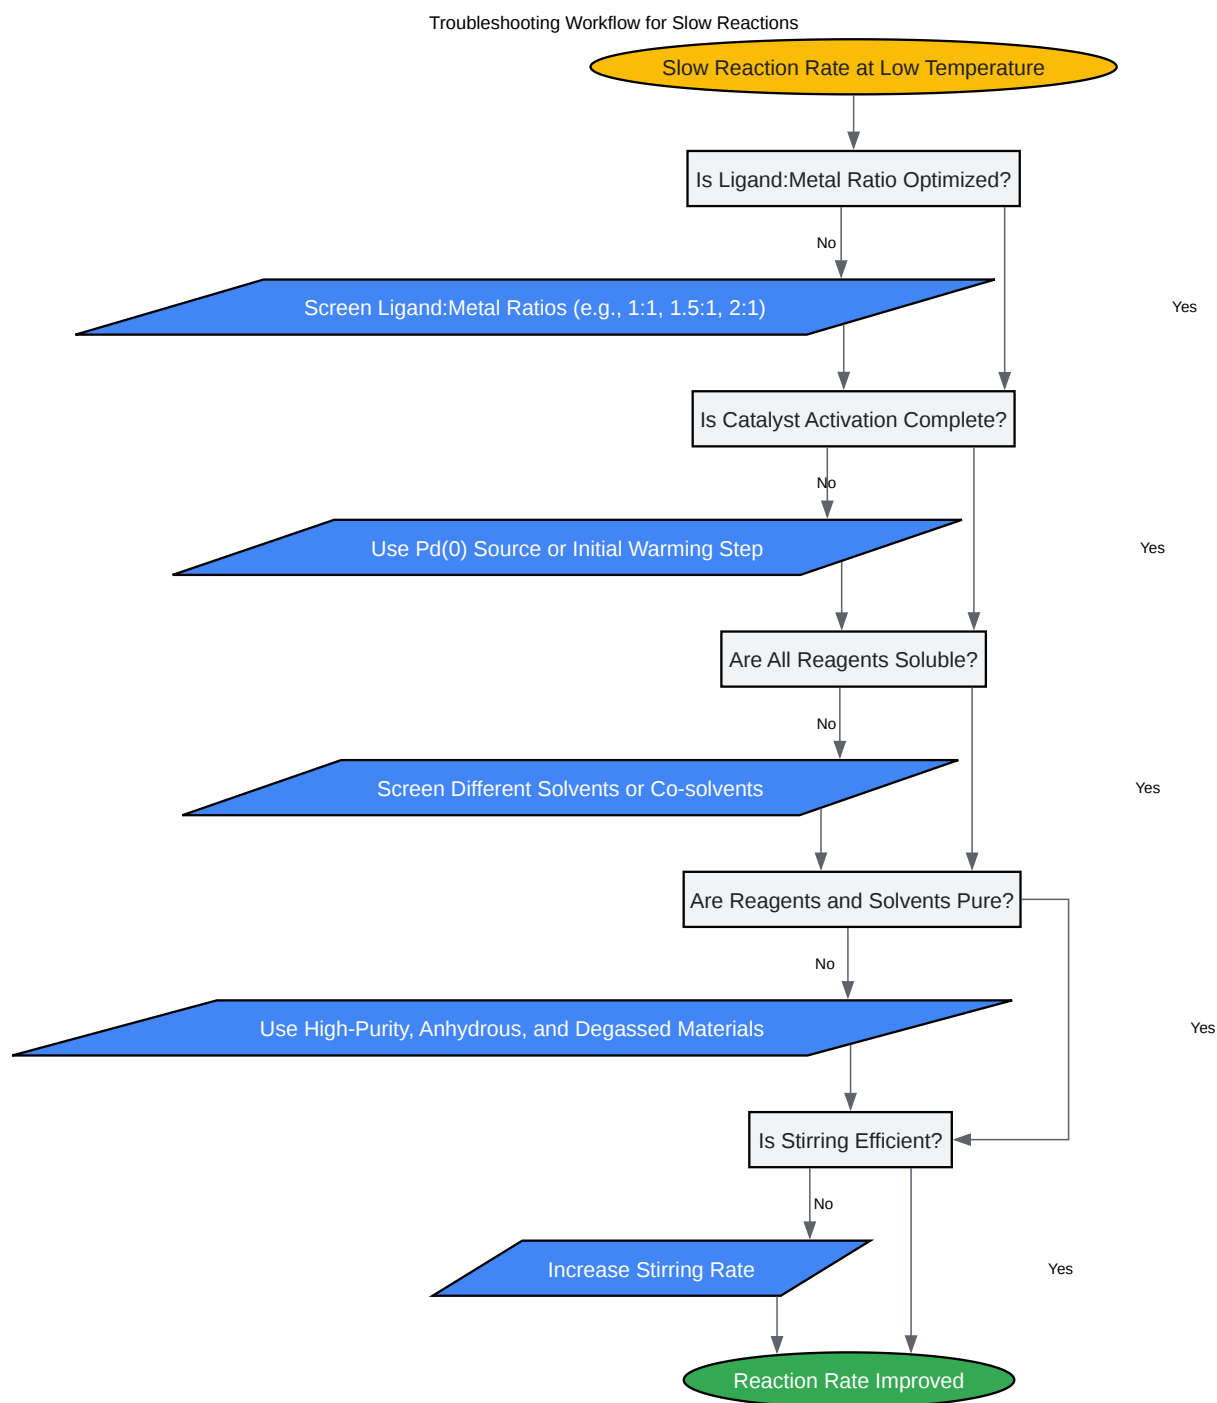 Troubleshooting Workflow for Slow Reactions
Slow Reaction Rate at Low Temperature
Is Ligand:Metal Ratio Optimized?
No
Screen Ligand:Metal Ratios (e.g., 1:1, 1.5:1, 2:1)
Yes
Is Catalyst Activation Complete?
No
Use Pd(0) Source or Initial Warming Step
Yes
Are All Reagents Soluble?
No
Screen Different Solvents or Co-solvents
Yes
Are Reagents and Solvents Pure?
No
Use High-Purity, Anhydrous, and Degassed Materials
Yes
Is Stirring Efficient?
No
Increase Stirring Rate
Yes
Reaction Rate Improved